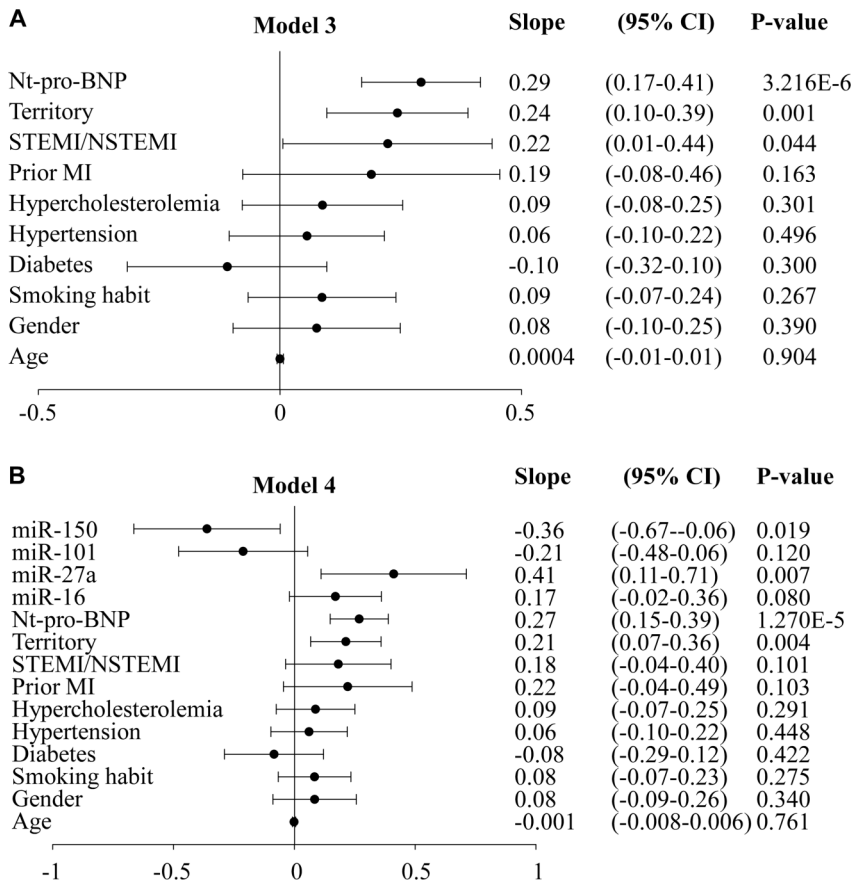 A
Model 3 Slope (95% CI) P-value
Nt-pro-BNP 0.29 (0.17-0.41) 3.216E-6
Territory 0.24 (0.10-0.39) 0.001
STEMI/NSTEMI 0.22 (0.01-0.44) 0.044
Prior MI 0.19 (-0.08-0.46) 0.163
Hypercholesterolemia 0.09 (-0.08-0.25) 0.301
Hypertension 0.06 (-0.10-0.22) 0.496
Diabetes -0.10 (-0.32-0.10) 0.300
Smoking habit 0.09 (-0.07-0.24) 0.267
Gender 0.08 (-0.10-0.25) 0.390
Age 0.0004 (-0.01-0.01) 0.904
-0.5 0 0.5
B
Model 4 Slope (95% CI) P-value
miR-150 -0.36 (-0.67--0.06) 0.019
miR-101 -0.21 (-0.48-0.06) 0.120
miR-27a 0.41 (0.11-0.71) 0.007
miR-16 0.17 (-0.02-0.36) 0.080
Nt-pro-BNP 0.27 (0.15-0.39) 1.270E-5
Territory 0.21 (0.07-0.36) 0.004
STEMI/NSTEMI 0.18 (-0.04-0.40) 0.101
Prior MI 0.22 (-0.04-0.49) 0.103
Hypercholesterolemia 0.09 (-0.07-0.25) 0.291
Hypertension 0.06 (-0.10-0.22) 0.448
Diabetes -0.08 (-0.29-0.12) 0.422
Smoking habit 0.08 (-0.07-0.23) 0.275
Gender 0.08 (-0.09-0.26) 0.340
Age -0.001 (-0.008-0.006) 0.761
-1 -0.5 0 0.5 1